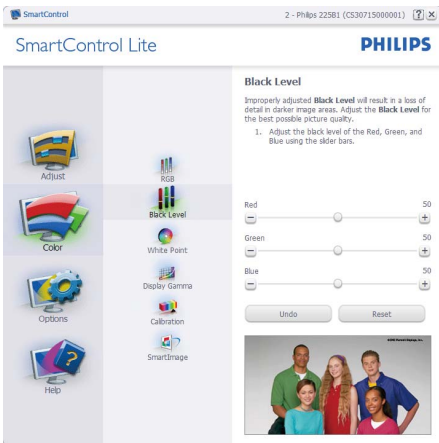 SmartControl
2 - Philips 225B1 (CS30715000001)
SmartControl Lite
PHILIPS
Adjust
Color
Options
Help
RGB
Black Level
White Point
Display Gamma
Calibration
SmartImage
Black Level
Improperly adjusted Black Level will result in a loss of
detail in darker image areas. Adjust the Black Level for
the best possible picture quality.
1. Adjust the black level of the Red, Green, and
Blue using the slider bars.
Red 50
Green 50
Blue 50
Undo
Reset